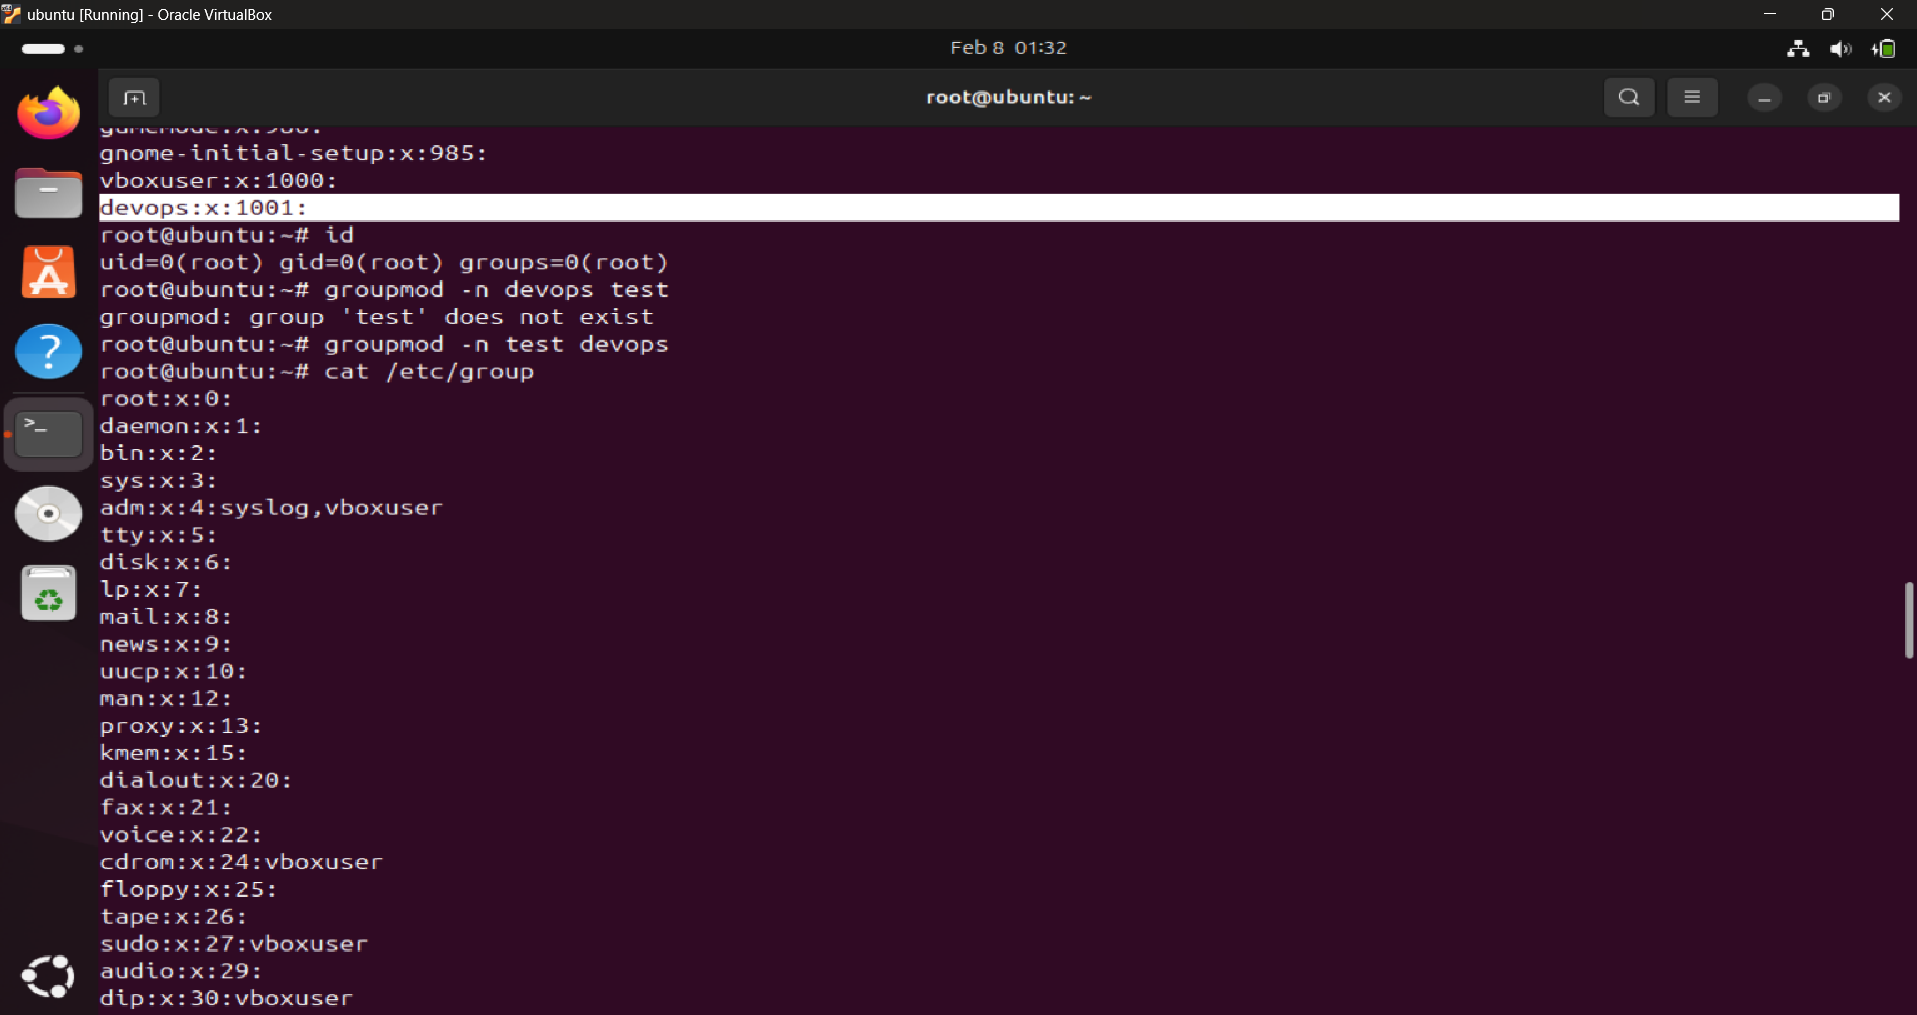 ubuntu [Running] - Oracle VirtualBox
Feb 8 01:32
root@ubuntu: ~
gamemode:x:986:
gnome-initial-setup:x:985:
vboxuser:x:1000:
devops:x:1001:
root@ubuntu:~# id
uid=0(root) gid=0(root) groups=0(root)
root@ubuntu:~# groupmod -n devops test
groupmod: group 'test' does not exist
root@ubuntu:~# groupmod -n test devops
root@ubuntu:~# cat /etc/group
root:x:0:
daemon:x:1:
bin:x:2:
sys:x:3:
adm:x:4:syslog,vboxuser
tty:x:5:
disk:x:6:
lp:x:7:
mail:x:8:
news:x:9:
uucp:x:10:
man:x:12:
proxy:x:13:
kmem:x:15:
dialout:x:20:
fax:x:21:
voice:x:22:
cdrom:x:24:vboxuser
floppy:x:25:
tape:x:26:
sudo:x:27:vboxuser
audio:x:29:
dip:x:30:vboxuser